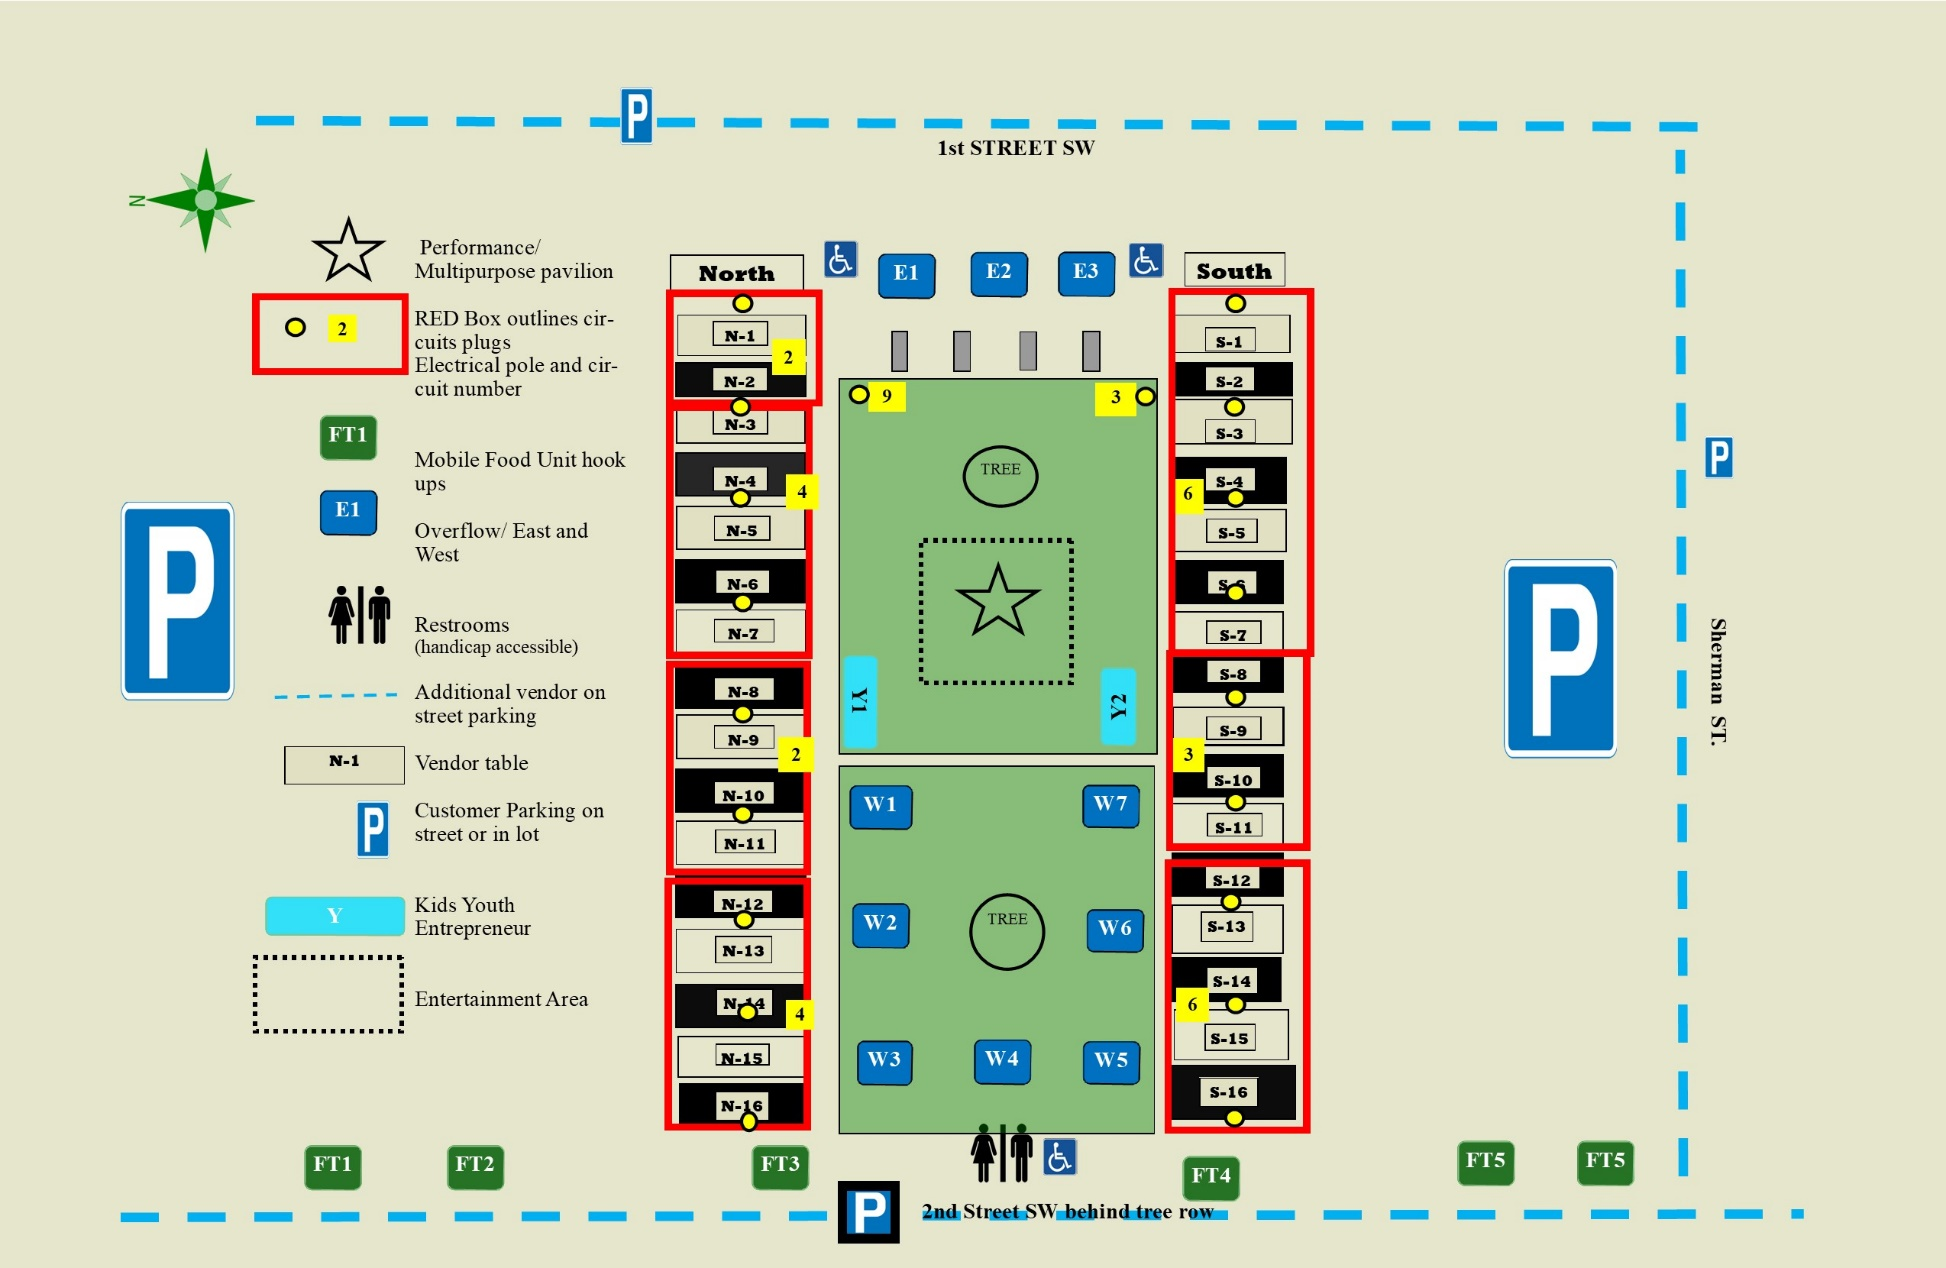 P
1st STREET SW
N
Performance/
Multipurpose pavilion
2
RED Box outlines cir-
cuits plugs
Electrical pole and cir-
cuit number
FT1
Mobile Food Unit hook
ups
E1
Overflow/ East and
West
Restrooms
(handicap accessible)
Additional vendor on
street parking
N-1
Vendor table
P
Customer Parking on
street or in lot
Y
Kids Youth
Entrepreneur
Entertainment Area
P
North
N-1
2
N-2
N-3
N-4
4
N-5
N-6
N-7
N-8
N-9
2
N-10
N-11
N-12
N-13
N-14
4
N-15
N-16
E1
E2
E3
9
3
TREE
Y1
Y2
W1
W7
TREE
W2
W6
W3
W4
W5
South
S-1
S-2
S-3
S-4
6
S-5
S-6
S-7
S-8
S-9
3
S-10
S-11
S-12
S-13
S-14
6
S-15
S-16
P
P
Sherman ST.
FT1
FT2
FT3
FT4
FT5
FT5
P
2nd Street SW behind tree row